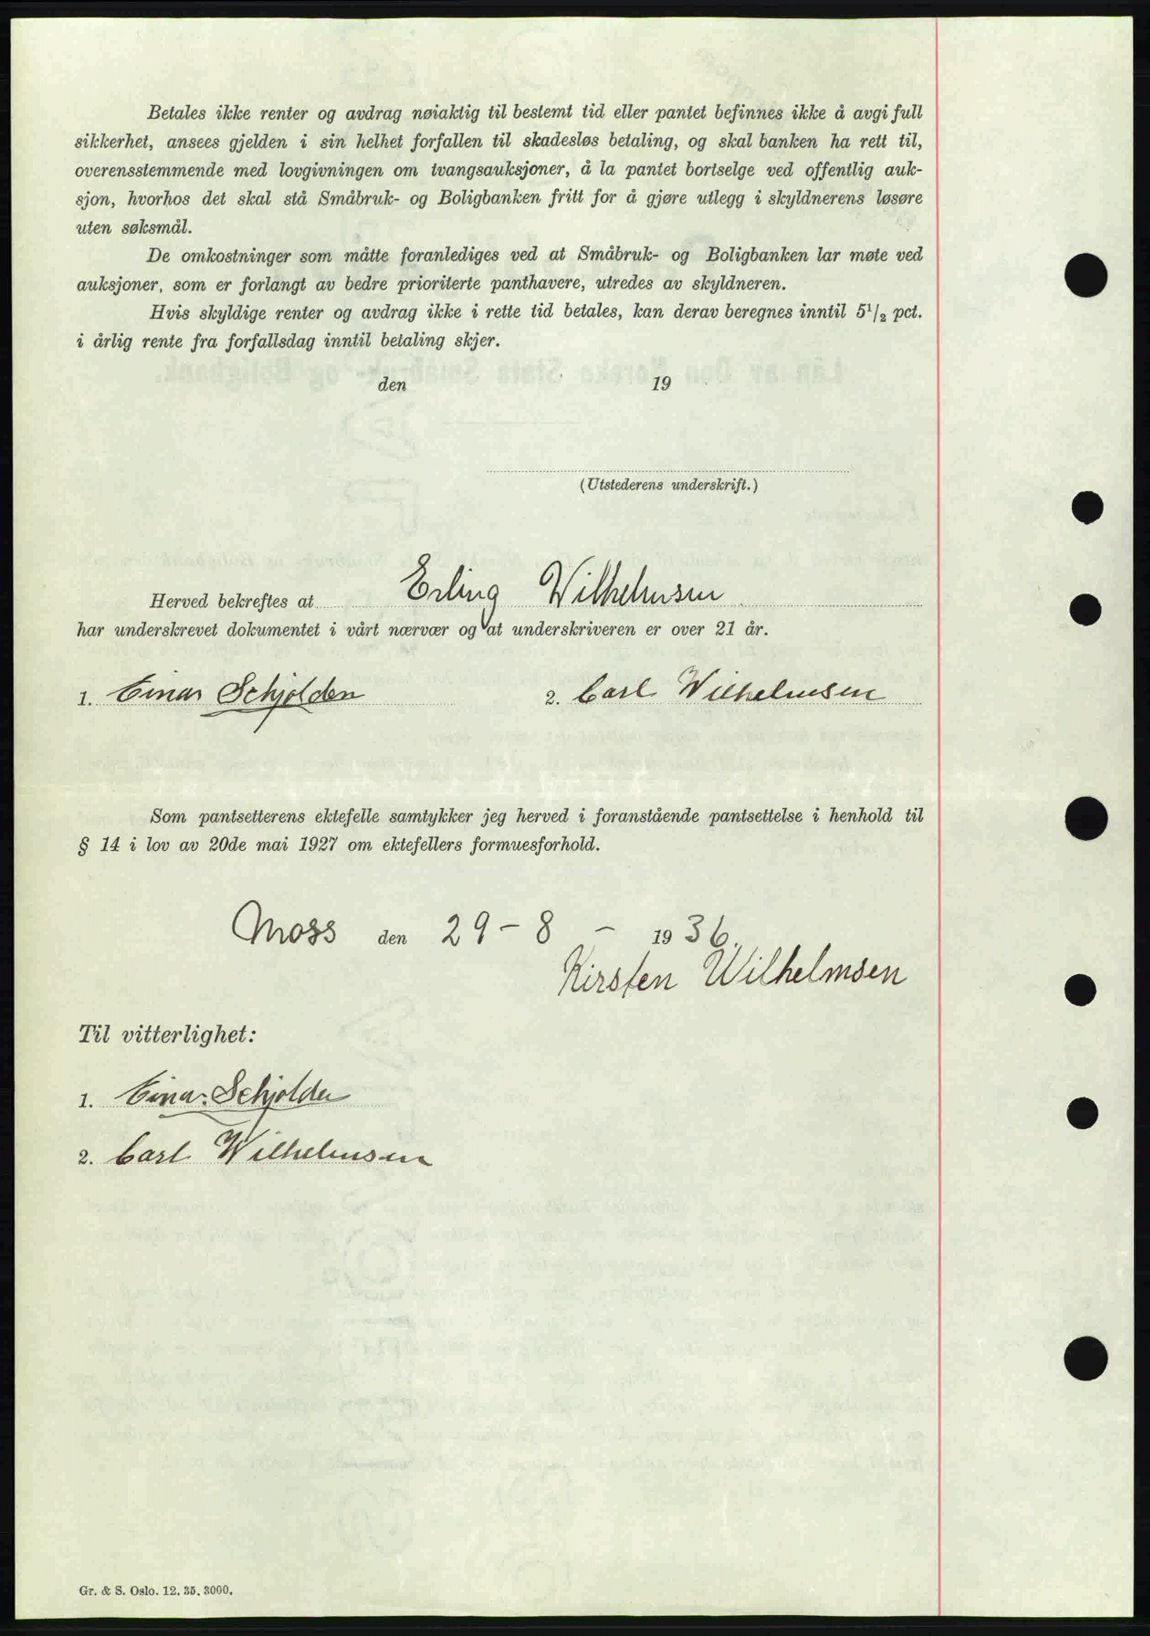 Betales ikke renter og avdrag nøiaktig til bestemt tid eller pantet befinnes ikke å avgi full
sikkerhet, ansees gjelden i sin helhet forfallen til skadesløs betaling, og skal banken ha rett til,
overensstemmende med lovgivningen om tvangsauksjoner, å la pantet bortselge ved offentlig auk-
sjon, hvorhos det skal stå Småbruk- og Boligbanken fritt for å gjøre utlegg i skyldnerens løsøre
uten søksmål.
De omkostninger som måtte foranlediges ved at Småbruk- og Boligbanken lar møte ved
auksjoner, som er forlangt av bedre prioriterte panthavere, utredes av skyldneren.
Hvis skyldige renter og avdrag ikke i rette tid betales, kan derav beregnes inntil 5 1/2 pct.
i årlig rente fra forfallsdag inntil betaling skjer.
den 19
(Utstederens underskrift.)
Herved bekreftes at Erling Wilhelmsen
har underskrevet dokumentet i vårt nærvær og at underskriveren er over 21 år.
1. Einar Schjolden 2. Carl Wilhelmsen
Som pantsetterens ektefelle samtykker jeg herved i foranstående pantsettelse i henhold til
§ 14 i lov av 20de mai 1927 om ektefellers formuesforhold.
Moss den 29-8 - 1936.
Kirsten Wilhelmsen
Til vitterlighet:
1. Einar Schjolden
2. Carl Wilhelmsen
Gr. & S. Oslo. 12. 35. 3000.